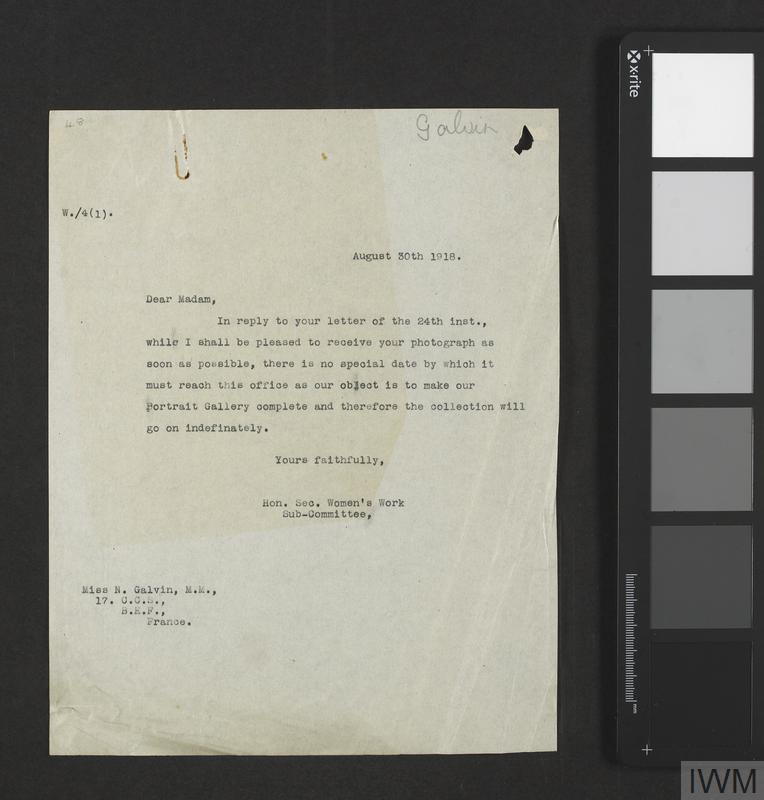 48
Galvin
W./4(1).
August 30th 1918.
Dear Madam,
In reply to your letter of the 24th inst.,
while I shall be pleased to receive your photograph as
soon as possible, there is no special date by which it
must reach this office as our object is to make our
Portrait Gallery complete and therefore the collection will
go on indefinately.
Yours faithfully,
Hon. Sec. Women's Work
Sub-Committee,
Miss N. Galvin, M.M.,
17. C.C.S.,
B.E.F.,
France.
x·rite
mm
IWM